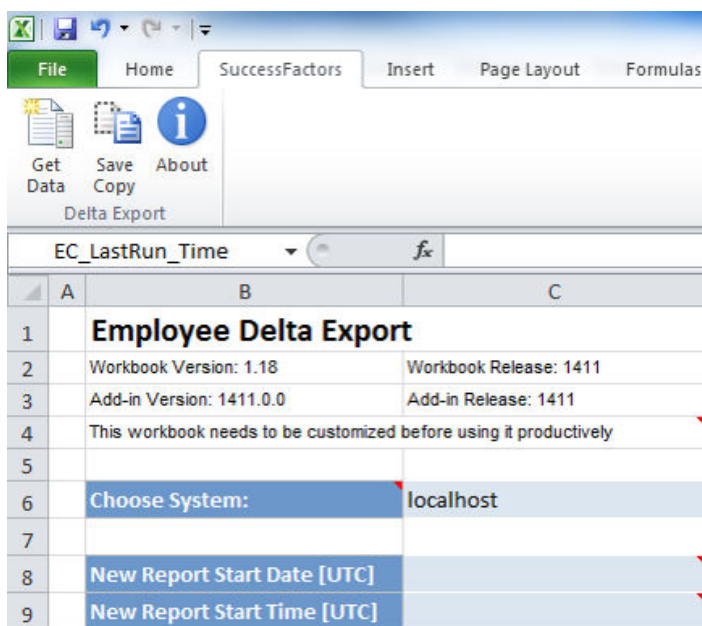 File Home SuccessFactors Insert Page Layout Formulas
Get Data Save Copy About
Delta Export
EC_LastRun_Time fx
A B C
1 Employee Delta Export
2 Workbook Version: 1.18 Workbook Release: 1411
3 Add-in Version: 1411.0.0 Add-in Release: 1411
4 This workbook needs to be customized before using it productively
5
6 Choose System: localhost
7
8 New Report Start Date [UTC]
9 New Report Start Time [UTC]